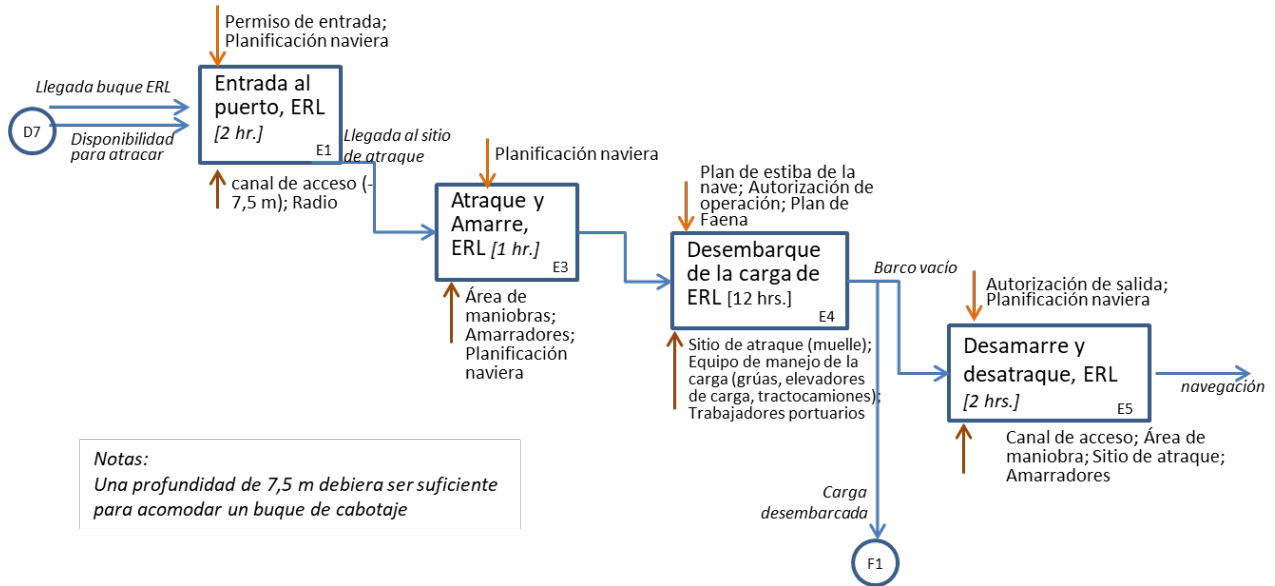 Permiso de entrada;
Planificación naviera
Llegada buque ERL
D7
Disponibilidad
para atracar
Entrada al
puerto, ERL
[2 hr.]
E1
canal de acceso (-
7,5 m); Radio
Llegada al sitio
de atraque
Planificación naviera
Atraque y
Amarre,
ERL [1 hr.]
E3
Área de
maniobras;
Amarradores;
Planificación
naviera
Plan de estiba de la
nave; Autorización de
operación; Plan de
Faena
Desembarque
de la carga de
ERL [12 hrs.]
E4
Sitio de atraque (muelle);
Equipo de manejo de la
carga (grúas, elevadores
de carga, tractocamiones);
Trabajadores portuarios
Barco vacío
Autorización de salida;
Planificación naviera
Desamarre y
desatraque, ERL
[2 hrs.]
E5
navegación
Canal de acceso; Área de
maniobra; Sitio de atraque;
Amarradores
Carga
desembarcada
F1
Notas:
Una profundidad de 7,5 m debiera ser suficiente
para acomodar un buque de cabotaje